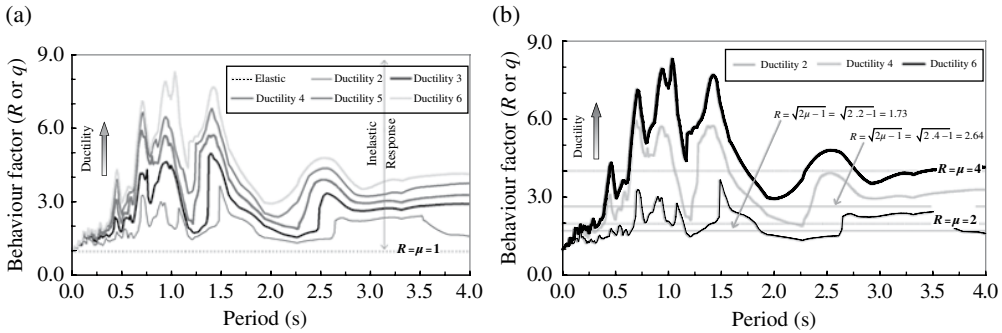 (a)
Behaviour factor (R or q)
9.0
6.0
3.0
0.0
Elastic
Ductility 2
Ductility 3
Ductility 4
Ductility 5
Ductility 6
Ductility
Inelastic
Response
R=μ=1
0.0 0.5 1.0 1.5 2.0 2.5 3.0 3.5 4.0
Period (s)
(b)
Behaviour factor (R or q)
9.0
6.0
3.0
0.0
Ductility 2
Ductility 4
Ductility 6
Ductility
R = √2μ – 1 = √2 .2 –1 = 1.73
R = √2μ – 1 = √2 .4 –1 = 2.64
R=μ=4
R=μ=2
0.0 0.5 1.0 1.5 2.0 2.5 3.0 3.5 4.0
Period (s)